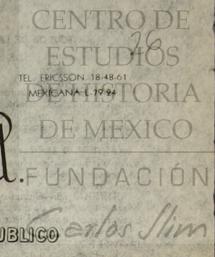 CENTRO DE
26
ESTUDIOS
TEL. ERICSSON 18-48-61
DE HISTORIA
MEXICANA L-79-94
DE MEXICO
FUNDACIÓN
Carlos Slim
PUBLICO